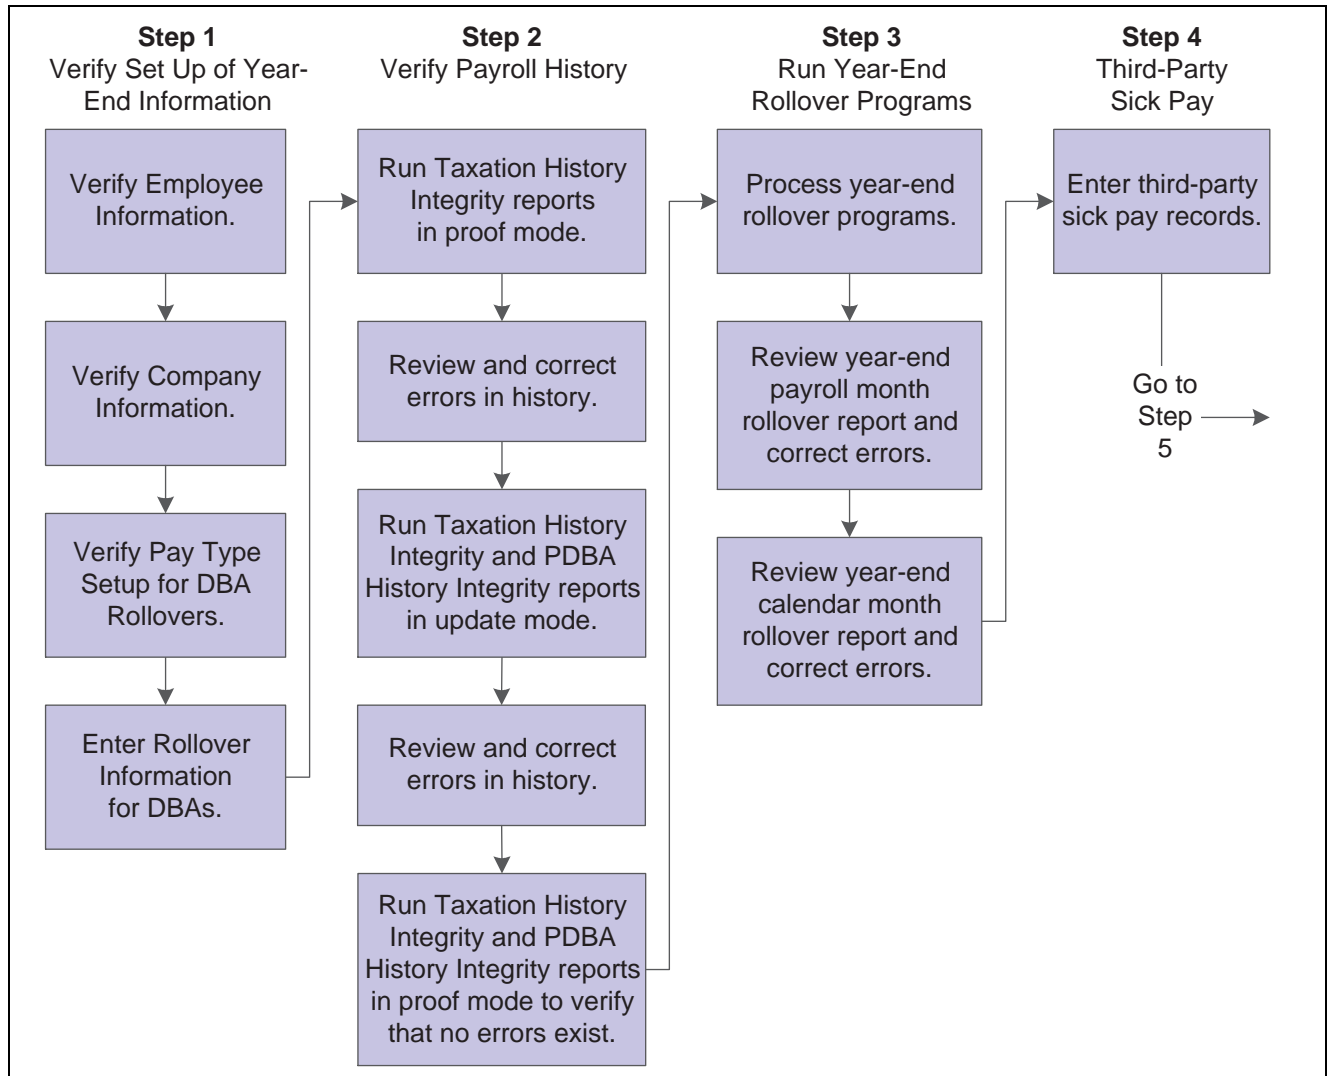 Step 1
Verify Set Up of Year-
End Information
Verify Employee
Information.
Verify Company
Information.
Verify Pay Type
Setup for DBA
Rollovers.
Enter Rollover
Information
for DBAs.
Step 2
Verify Payroll History
Run Taxation History
Integrity reports
in proof mode.
Review and correct
errors in history.
Run Taxation History
Integrity and PDBA
History Integrity reports
in update mode.
Review and correct
errors in history.
Run Taxation History
Integrity and PDBA
History Integrity reports
in proof mode to verify
that no errors exist.
Step 3
Run Year-End
Rollover Programs
Process year-end
rollover programs.
Review year-end
payroll month
rollover report and
correct errors.
Review year-end
calendar month
rollover report and
correct errors.
Step 4
Third-Party
Sick Pay
Enter third-party
sick pay records.
Go to
Step
5